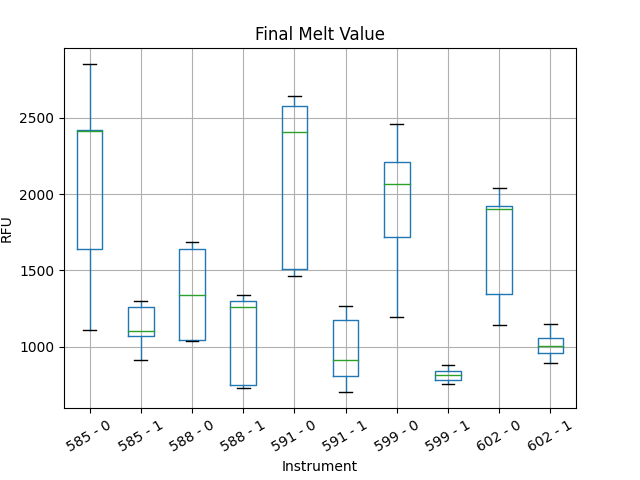 Final Melt Value
RFU
2500
2000
1500
1000
585 - 0
585 - 1
588 - 0
588 - 1
591 - 0
591 - 1
599 - 0
599 - 1
602 - 0
602 - 1
Instrument